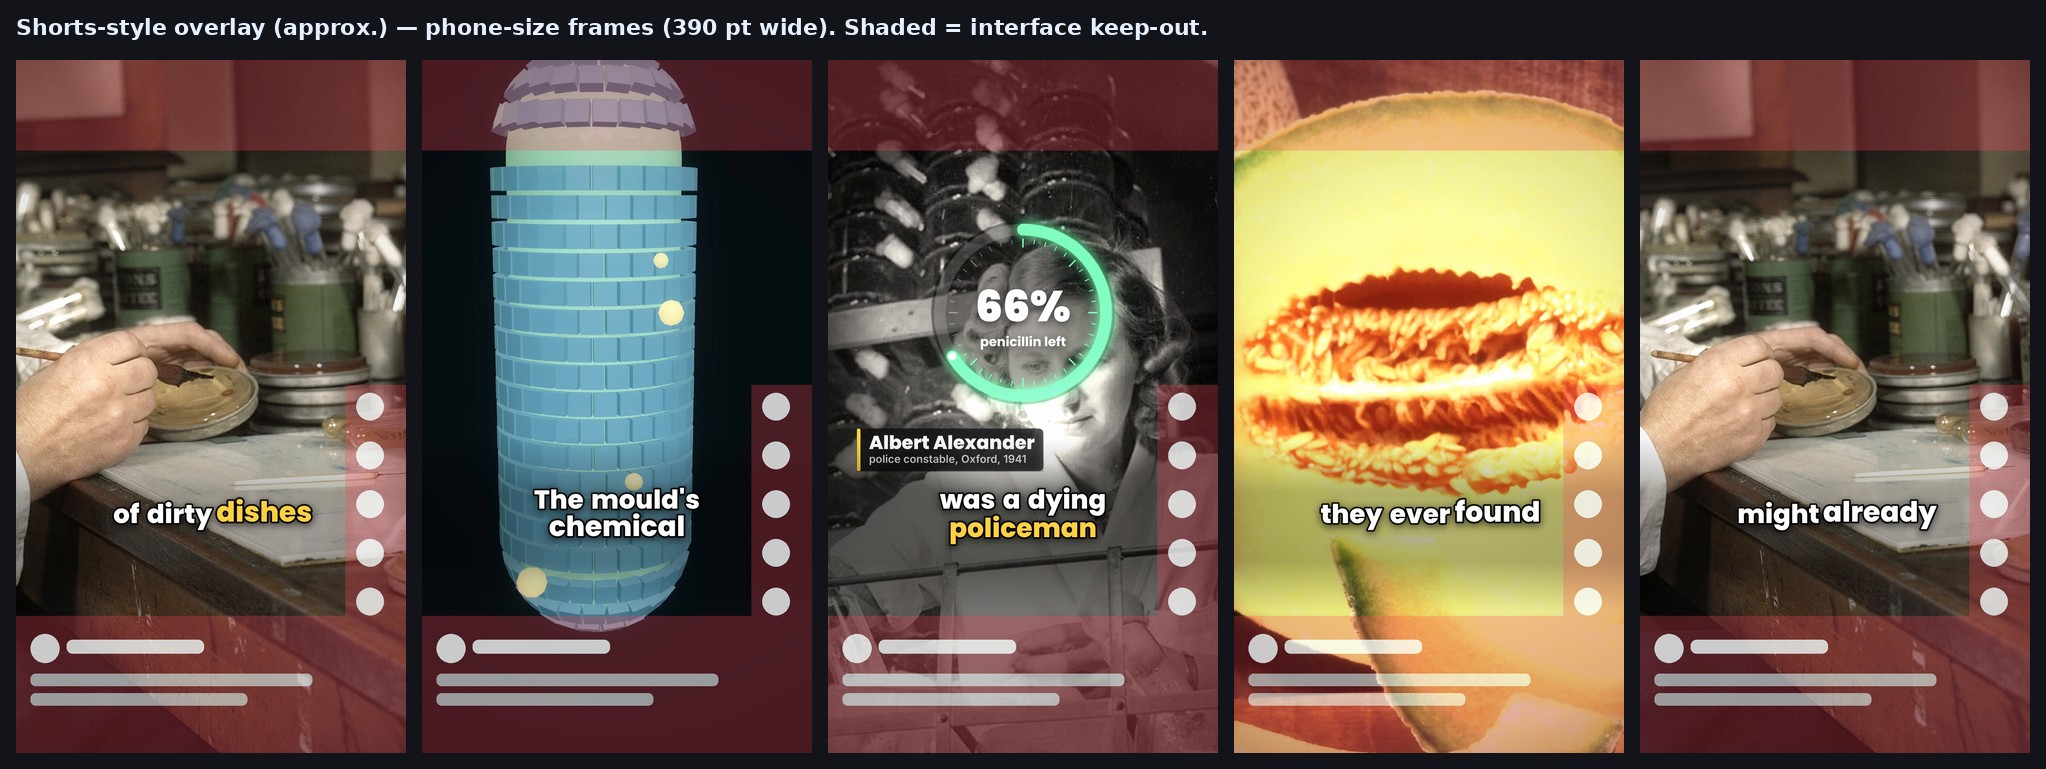 Shorts-style overlay (approx.) — phone-size frames (390 pt wide). Shaded = interface keep-out.
of dirty dishes
The mould's
chemical
66%
penicillin left
Albert Alexander
police constable, Oxford, 1941
was a dying
policeman
they ever found
might already